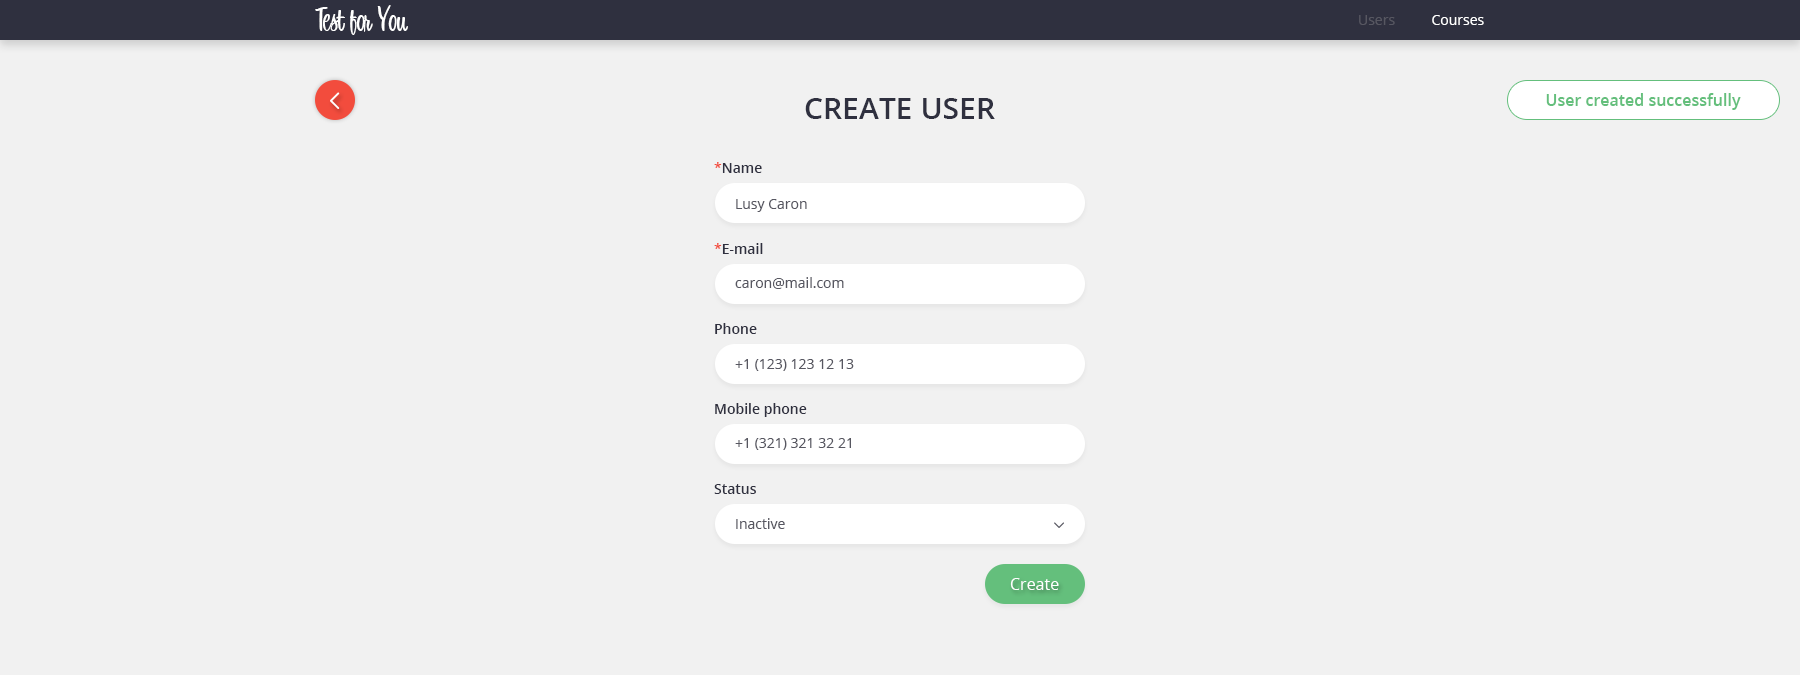 Test for You
Users
Courses
CREATE USER
User created successfully
*Name
Lusy Caron
*E-mail
caron@mail.com
Phone
+1 (123) 123 12 13
Mobile phone
+1 (321) 321 32 21
Status
Inactive
Create